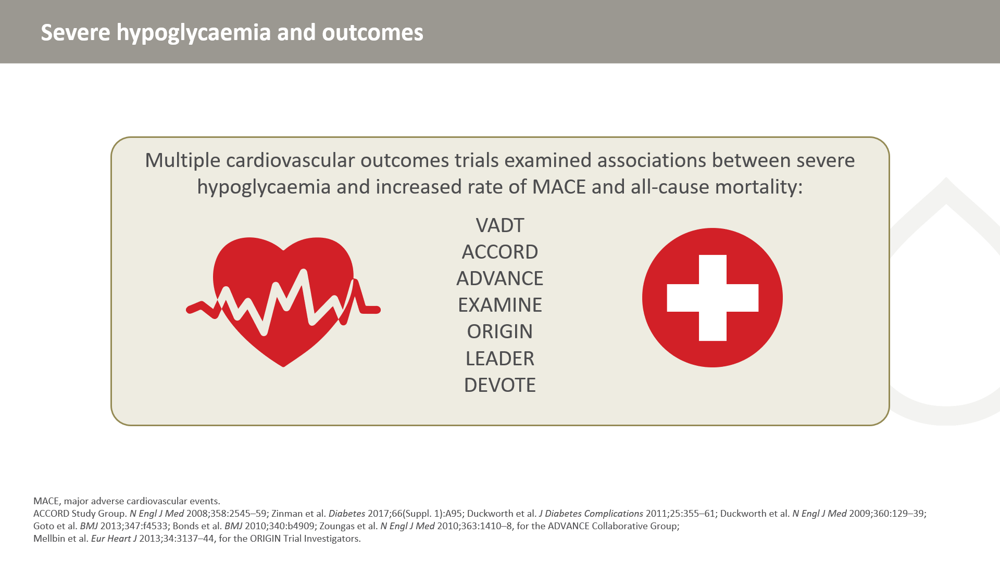 Severe hypoglycaemia and outcomes
Multiple cardiovascular outcomes trials examined associations between severe
hypoglycaemia and increased rate of MACE and all-cause mortality:
VADT
ACCORD
ADVANCE
EXAMINE
ORIGIN
LEADER
DEVOTE
MACE, major adverse cardiovascular events.
ACCORD Study Group. N Engl J Med 2008;358:2545–59; Zinman et al. Diabetes 2017;66(Suppl. 1):A95; Duckworth et al. J Diabetes Complications 2011;25:355–61; Duckworth et al. N Engl J Med 2009;360:129–39;
Goto et al. BMJ 2013;347:f4533; Bonds et al. BMJ 2010;340:b4909; Zoungas et al. N Engl J Med 2010;363:1410–8, for the ADVANCE Collaborative Group;
Mellbin et al. Eur Heart J 2013;34:3137–44, for the ORIGIN Trial Investigators.